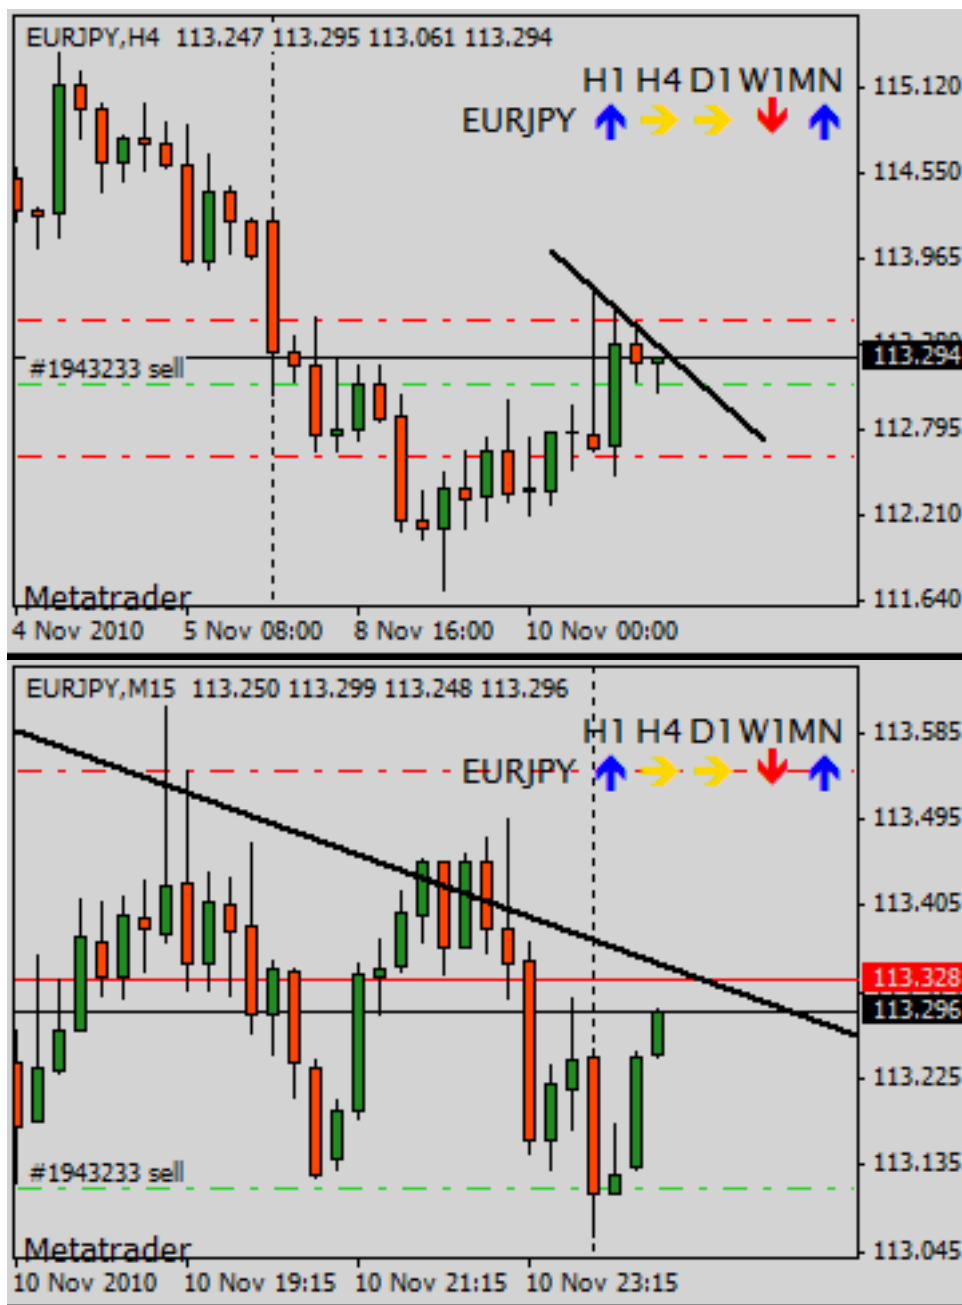 EURJPY,H4 113.247 113.295 113.061 113.294
H1 H4 D1 W1 MN
EURJPY
115.120
114.550
113.965
113.294
#1943233 sell
112.795
112.210
111.640
Metatrader
4 Nov 2010 5 Nov 08:00 8 Nov 16:00 10 Nov 00:00
EURJPY,M15 113.250 113.299 113.248 113.296
H1 H4 D1 W1 MN
EURJPY
113.585
113.495
113.405
113.328
113.296
113.225
#1943233 sell
113.135
113.045
Metatrader
10 Nov 2010 10 Nov 19:15 10 Nov 21:15 10 Nov 23:15